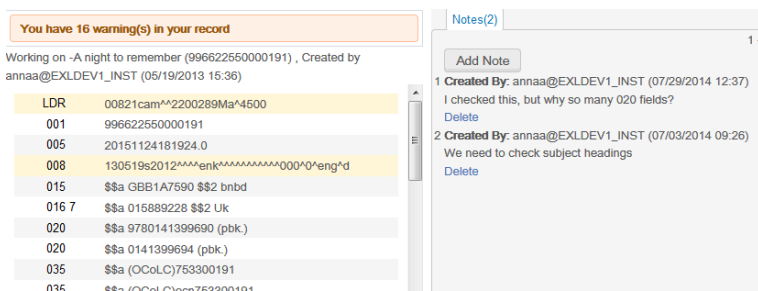 You have 16 warning(s) in your record
Working on -A night to remember (996622550000191) , Created by
annaa@EXLDEV1_INST (05/19/2013 15:36)
LDR 00821cam^^2200289Ma^4500
001 996622550000191
005 20151124181924.0
008 130519s2012^^^^enk^^^^^^^^^^^000^0^eng^d
015 $$a GBB1A7590 $$2 bnbd
016 7 $$a 015889228 $$2 Uk
020 $$a 9780141399690 (pbk.)
020 $$a 0141399694 (pbk.)
035 $$a (OCoLC)753300191
035 $$a (OCoLC)ocn753300191
Notes(2)
1 -
Add Note
1 Created By: annaa@EXLDEV1_INST (07/29/2014 12:37)
I checked this, but why so many 020 fields?
Delete
2 Created By: annaa@EXLDEV1_INST (07/03/2014 09:26)
We need to check subject headings
Delete